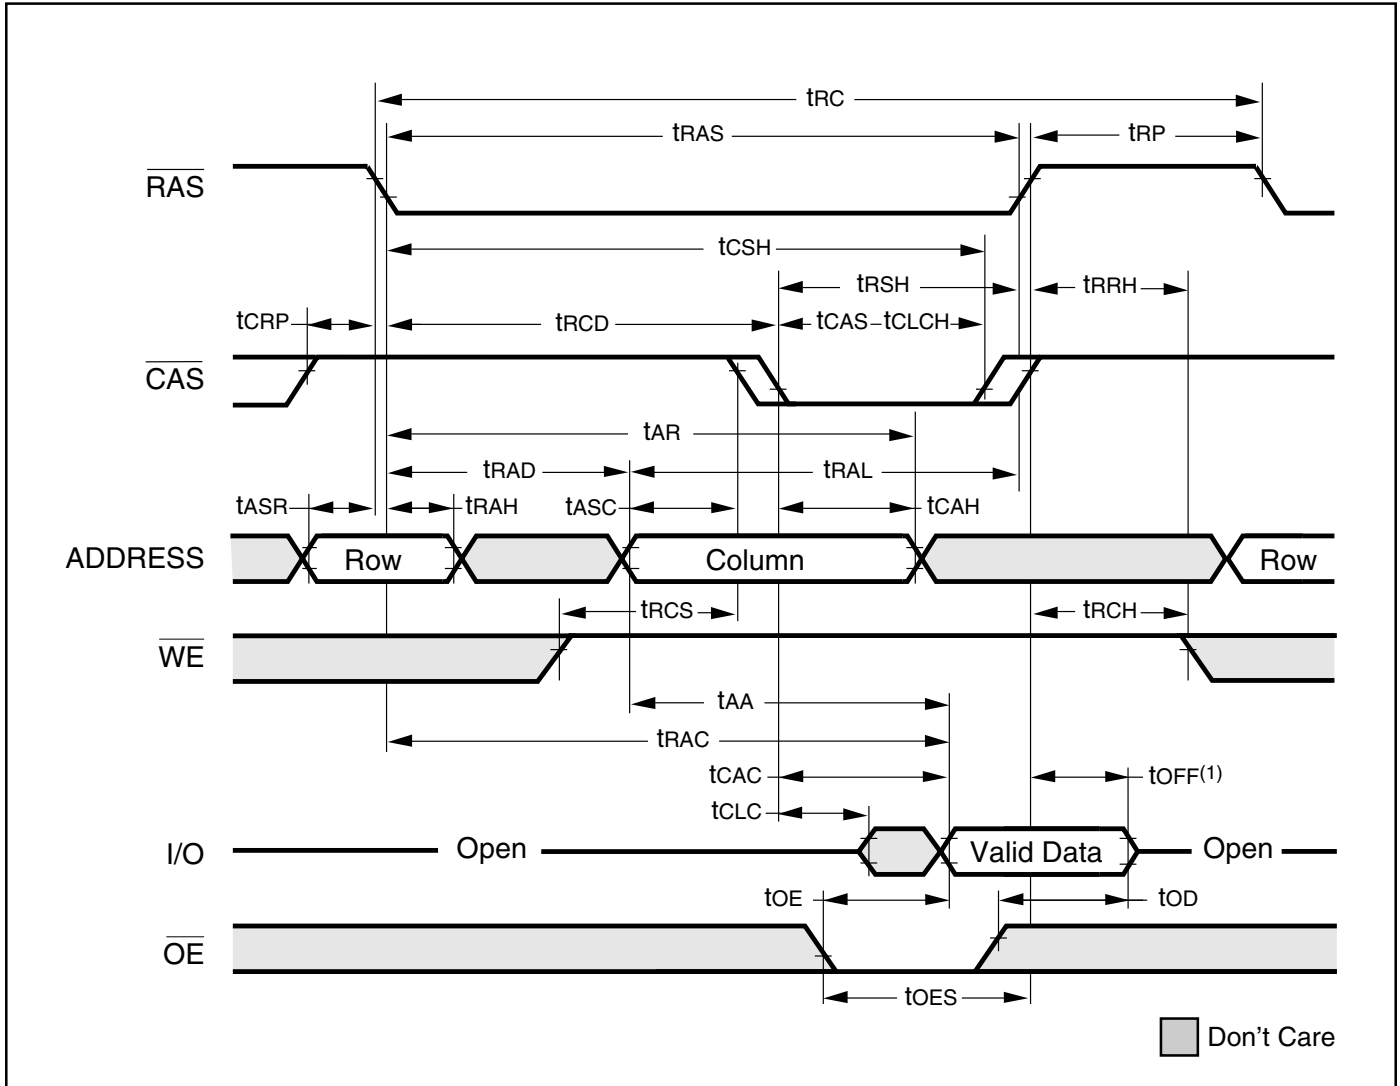 tRC
tRAS
tRP
RAS
tCSH
tRSH
tRRH
tCRP
tRCD
tCAS
tCLCH
CAS
tAR
tRAD
tRAL
tASR
tRAH
tASC
tCAH
ADDRESS
Row
Column
Row
tRCS
tRCH
WE
tAA
tRAC
tCAC
tOFF(1)
tCLC
I/O
Open
Valid Data
Open
tOE
tOD
OE
tOES
Don't Care